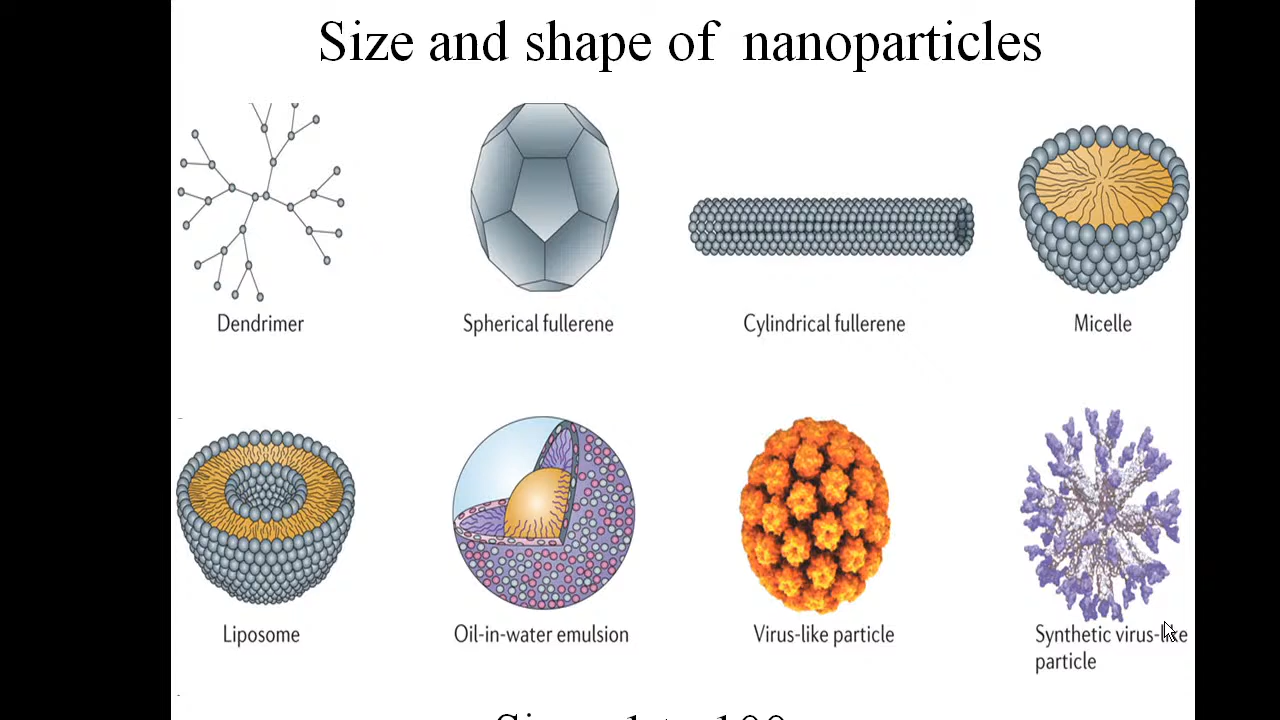 Size and shape of nanoparticles
Dendrimer
Spherical fullerene
Cylindrical fullerene
Micelle
Liposome
Oil-in-water emulsion
Virus-like particle
Synthetic virus-like
particle